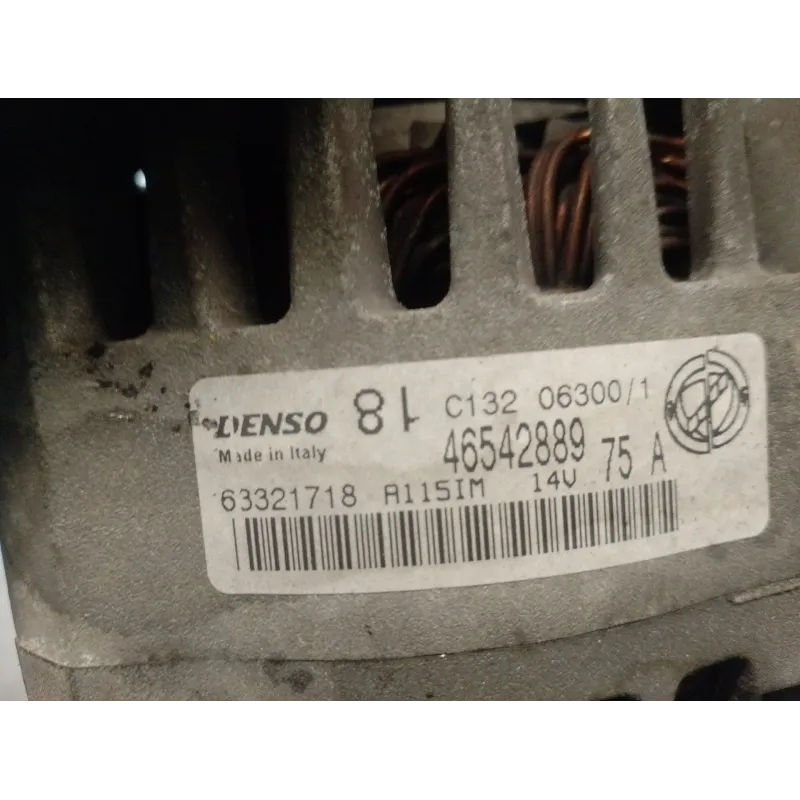 DENSO 81 C132 06300/1
Made in Italy 46542889 75 A
63321718 A115IM 14V